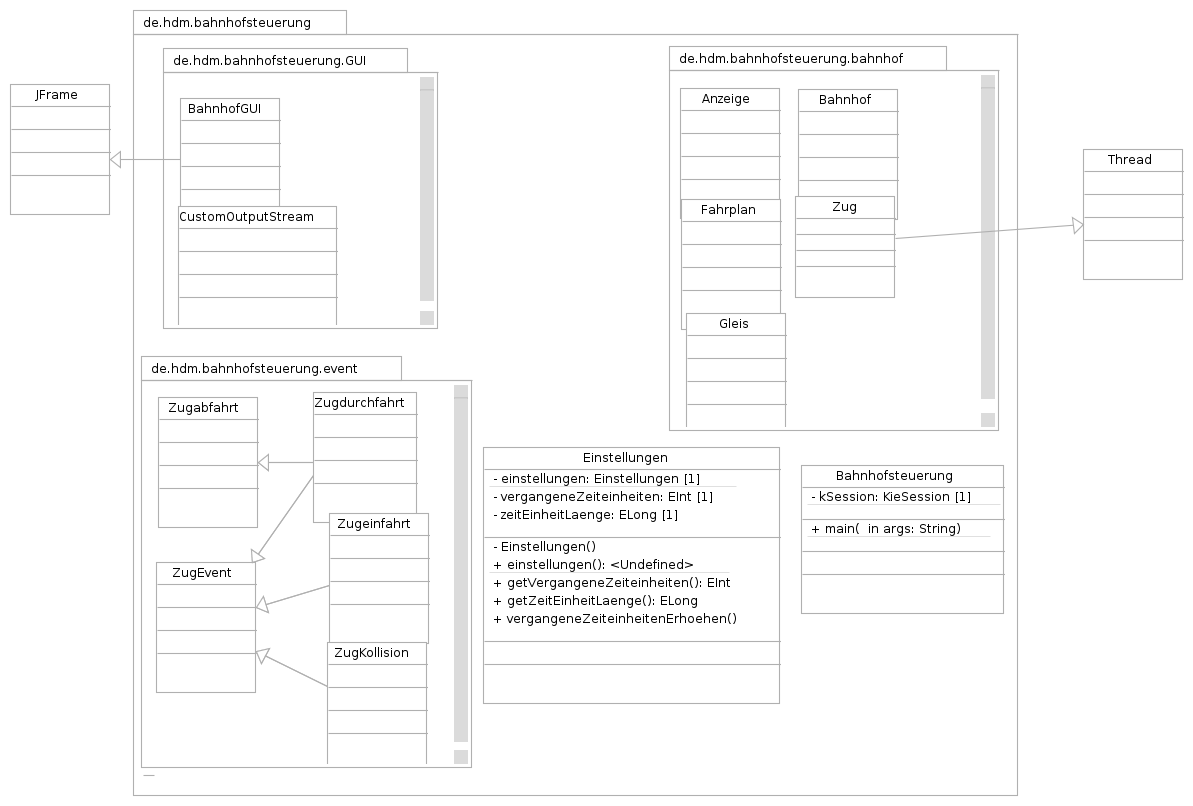 de.hdm.bahnhofsteuerung
de.hdm.bahnhofsteuerung.GUI
de.hdm.bahnhofsteuerung.bahnhof
JFrame
BahnhofGUI
CustomOutputStream
Anzeige
Bahnhof
Fahrplan
Zug
Gleis
Thread
de.hdm.bahnhofsteuerung.event
Zugabfahrt
Zugdurchfahrt
Zugeinfahrt
ZugEvent
ZugKollision
Einstellungen
- einstellungen: Einstellungen [1]
- vergangeneZeiteinheiten: EInt [1]
- zeitEinheitLaenge: ELong [1]
- Einstellungen()
+ einstellungen(): <Undefined>
+ getVergangeneZeiteinheiten(): EInt
+ getZeitEinheitLaenge(): ELong
+ vergangeneZeiteinheitenErhoehen()
Bahnhofsteuerung
- kSession: KieSession [1]
+ main(  in args: String)